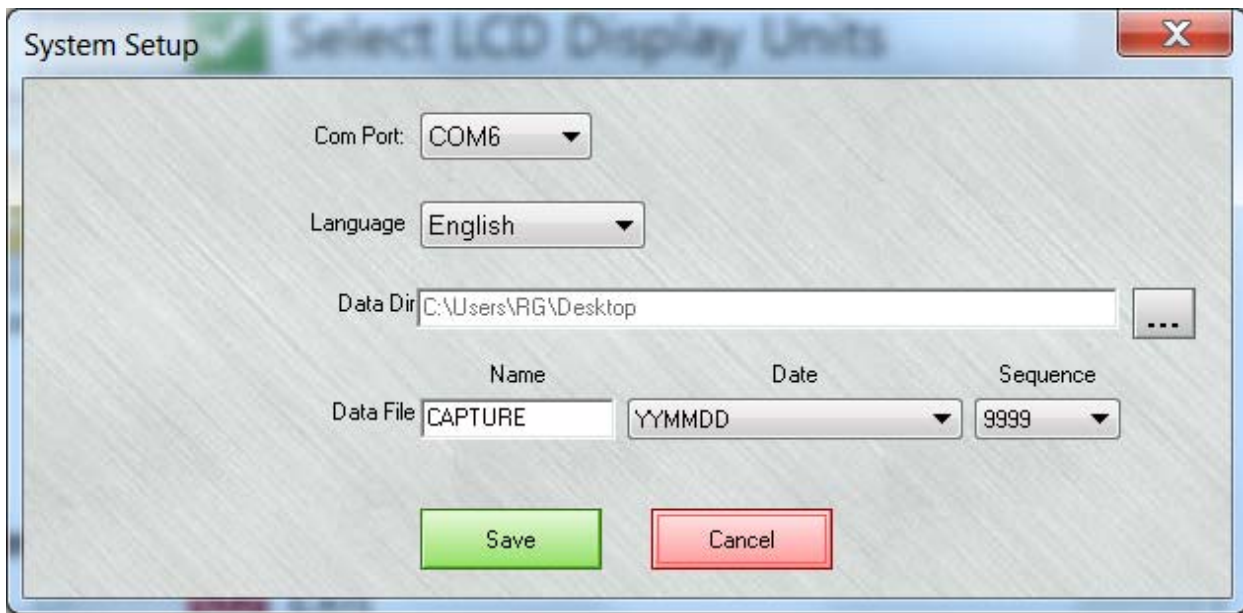 System Setup
Select LCD Display Units
X
Com Port: COM6
Language English
Data Dir C:\Users\RG\Desktop ...
Name Date Sequence
Data File CAPTURE YYMMDD 9999
Save Cancel